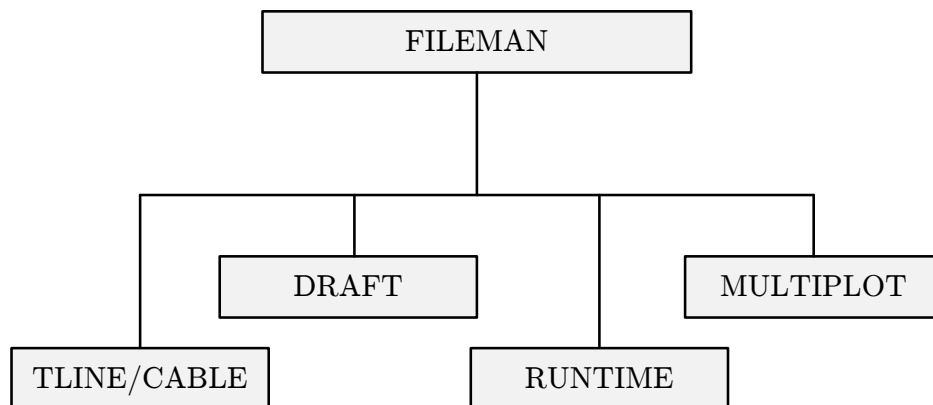 FILEMAN
DRAFT
MULTIPLOT
TLINE/CABLE
RUNTIME